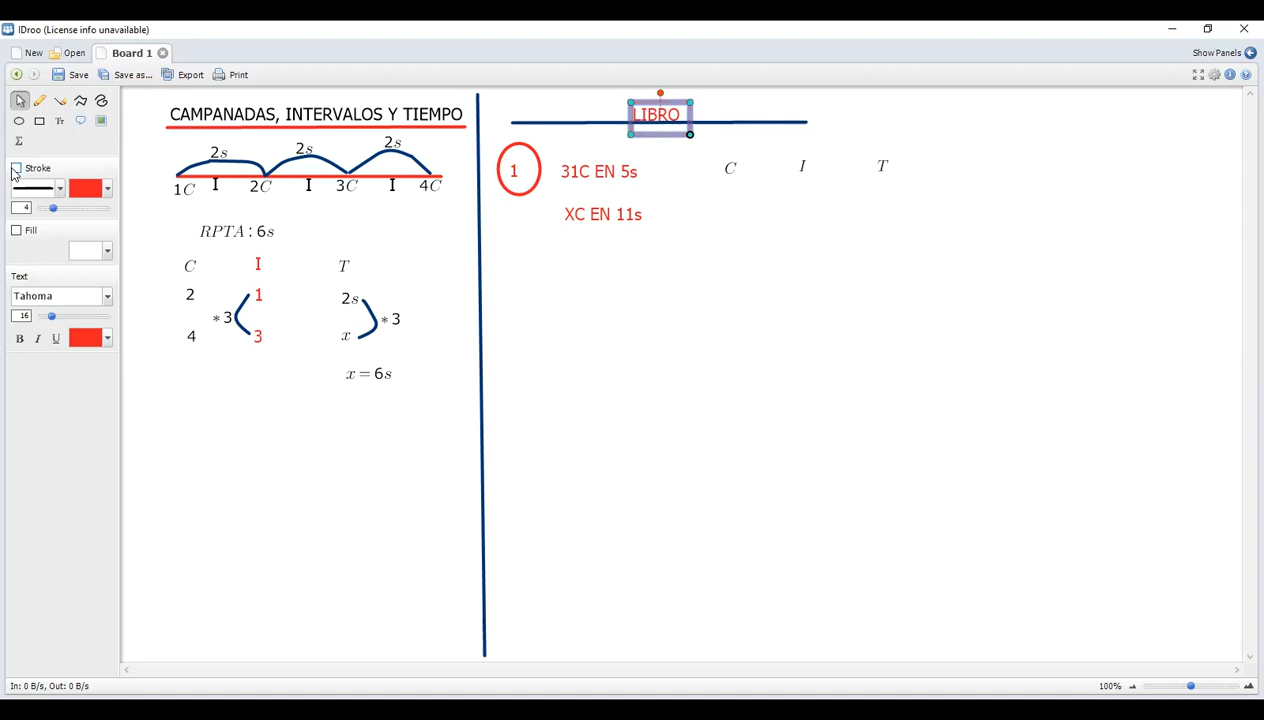 IDroo (License info unavailable)
New Open Board 1 Show Panels
Save Save as... Export Print
CAMPANADAS, INTERVALOS Y TIEMPO
2s 2s 2s
1C I 2C I 3C I 4C
RPTA : 6s
C I T
2 1 2s
* 3 * 3
4 3 x
x = 6s
LIBRO
1 31C EN 5s C I T
XC EN 11s
Tt
Σ
Stroke
4
Fill
Text
Tahoma
16
B I U
In: 0 B/s, Out: 0 B/s 100%